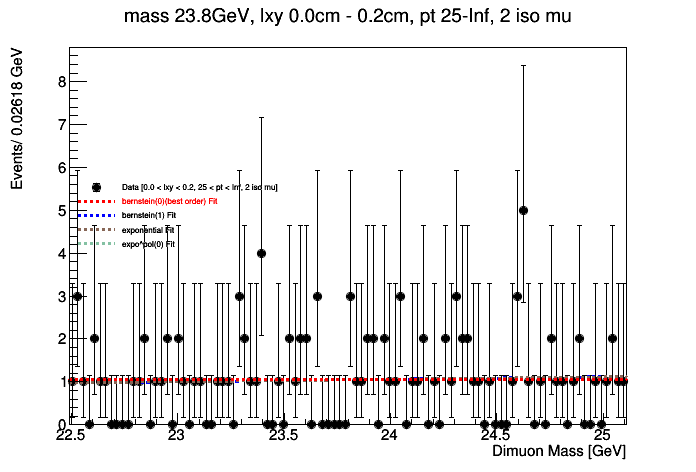 mass 23.8GeV, lxy 0.0cm - 0.2cm, pt 25-Inf, 2 iso mu
Events/ 0.02618 GeV
8
7
6
5
4
3
2
1
0
Data [0.0 < lxy < 0.2, 25 < pt < Inf, 2 iso mu]
bernstein(0)(best order) Fit
bernstein(1) Fit
exponential Fit
expo*pol(0) Fit
22.5 23 23.5 24 24.5 25
Dimuon Mass [GeV]